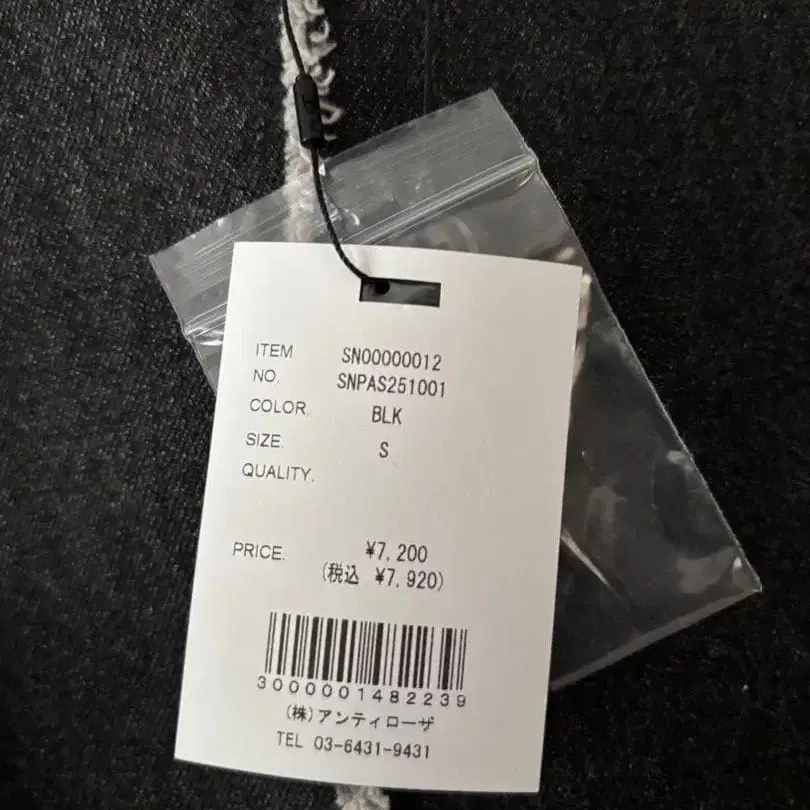 ITEM SN00000012
NO. SNPAS251001
COLOR. BLK
SIZE. S
QUALITY.
PRICE. ¥7,200
(税込 ¥7,920)
3000001482239
(株)アンティローザ
TEL 03-6431-9431